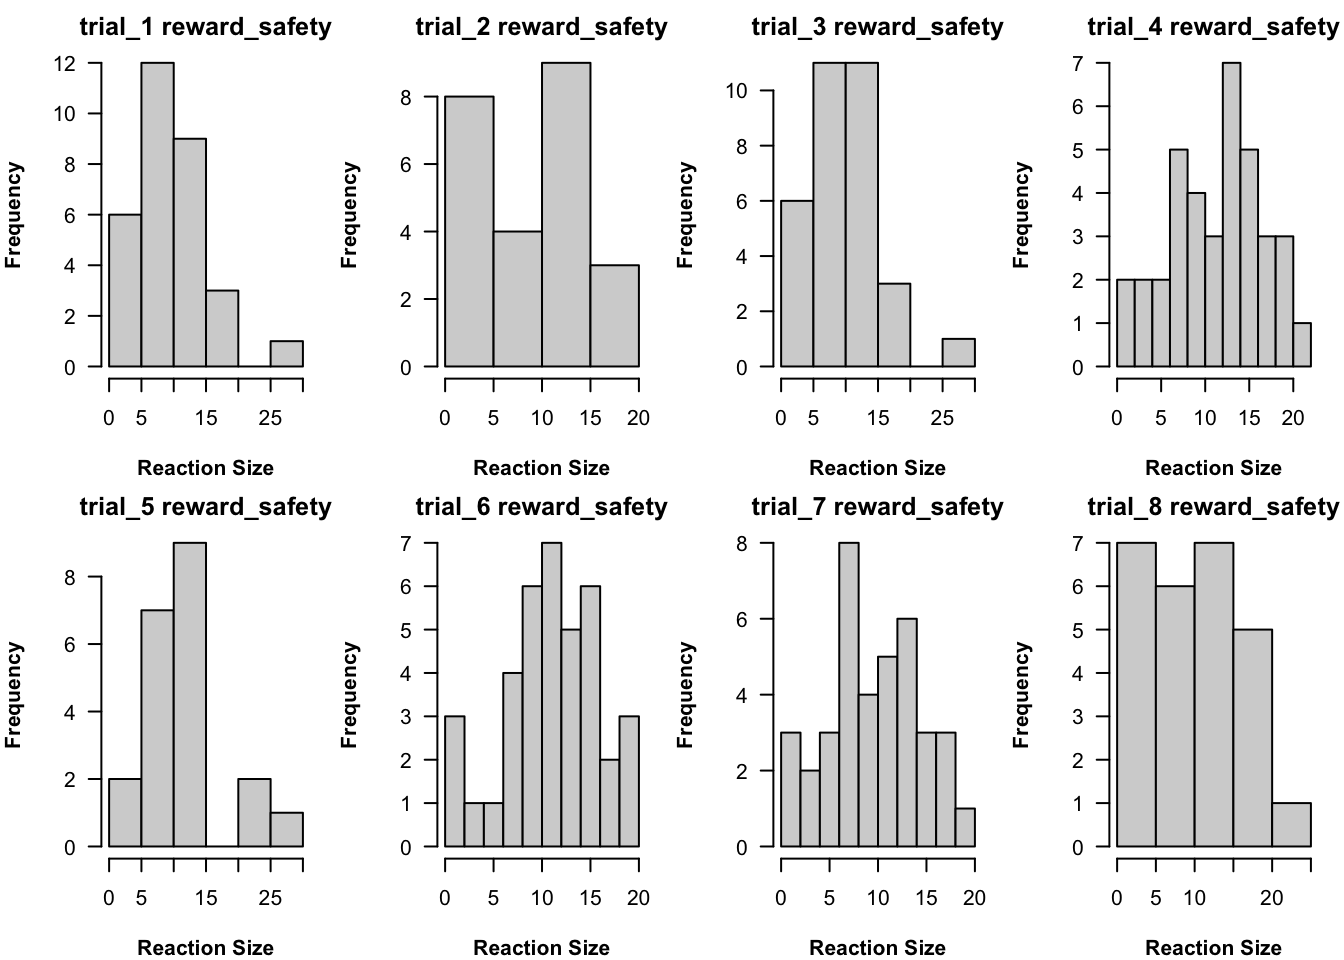 trial_1 reward_safety
12
10
8
6
4
2
0
Frequency
0 5 15 25
Reaction Size
trial_2 reward_safety
8
6
4
2
0
Frequency
0 5 10 15 20
Reaction Size
trial_3 reward_safety
10
8
6
4
2
0
Frequency
0 5 15 25
Reaction Size
trial_4 reward_safety
7
6
5
4
3
2
1
0
Frequency
0 5 10 15 20
Reaction Size
trial_5 reward_safety
8
6
4
2
0
Frequency
0 5 15 25
Reaction Size
trial_6 reward_safety
7
6
5
4
3
2
1
0
Frequency
0 5 10 15 20
Reaction Size
trial_7 reward_safety
8
6
4
2
0
Frequency
0 5 10 15 20
Reaction Size
trial_8 reward_safety
7
6
5
4
3
2
1
0
Frequency
0 5 10 20
Reaction Size